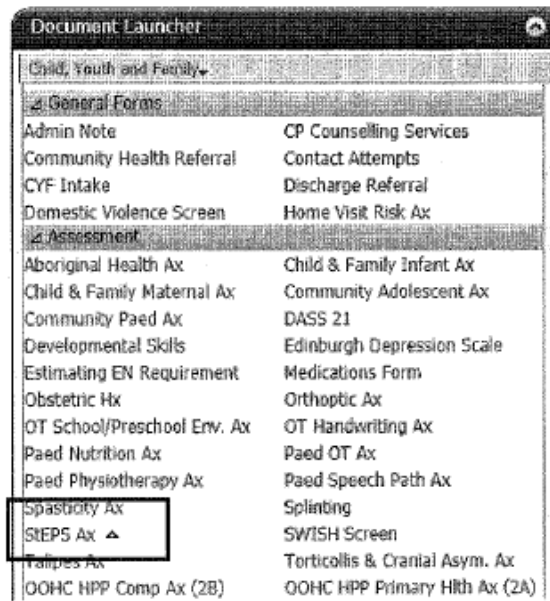 Document Launcher
Child, Youth and Family
General Forms
Admin Note CP Counselling Services
Community Health Referral Contact Attempts
CYF Intake Discharge Referral
Domestic Violence Screen Home Visit Risk Ax
Assessment
Aboriginal Health Ax Child & Family Infant Ax
Child & Family Maternal Ax Community Adolescent Ax
Community Paed Ax DASS 21
Developmental Skills Edinburgh Depression Scale
Estimating EN Requirement Medications Form
Obstetric Hx Orthoptic Ax
OT School/Preschool Env. Ax OT Handwriting Ax
Paed Nutrition Ax Paed OT Ax
Paed Physiotherapy Ax Paed Speech Path Ax
Spasticity Ax Splinting
StEPS Ax SWISH Screen
Talipes Ax Torticollis & Cranial Asym. Ax
OOHC HPP Comp Ax (2B) OOHC HPP Primary Hlth Ax (2A)